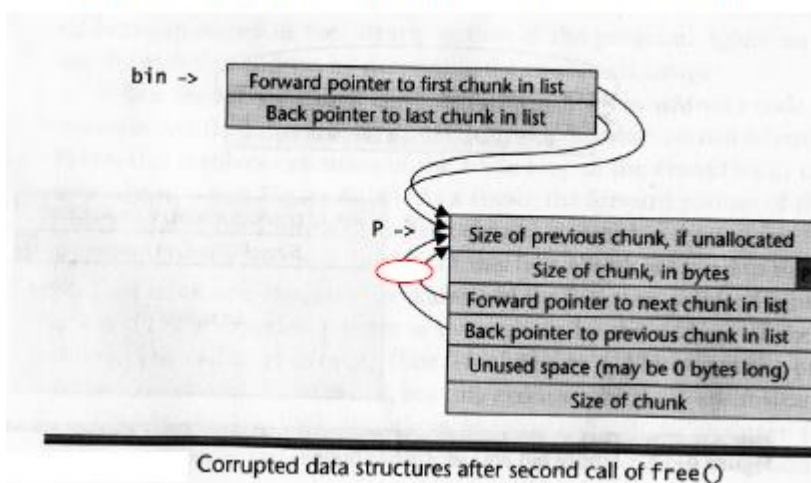 bin ->
Forward pointer to first chunk in list
Back pointer to last chunk in list
P ->
Size of previous chunk, if unallocated
Size of chunk, in bytes
Forward pointer to next chunk in list
Back pointer to previous chunk in list
Unused space (may be 0 bytes long)
Size of chunk
Corrupted data structures after second call of free()